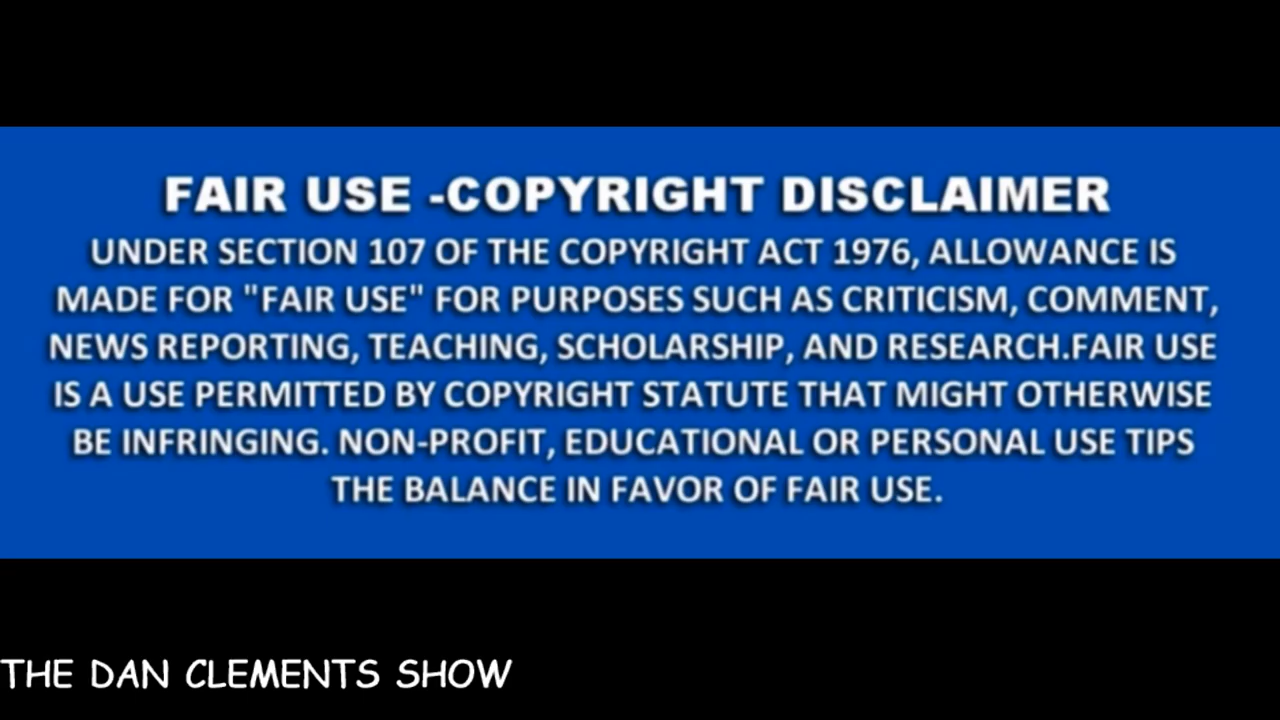 FAIR USE -COPYRIGHT DISCLAIMER
UNDER SECTION 107 OF THE COPYRIGHT ACT 1976, ALLOWANCE IS
MADE FOR "FAIR USE" FOR PURPOSES SUCH AS CRITICISM, COMMENT,
NEWS REPORTING, TEACHING, SCHOLARSHIP, AND RESEARCH.FAIR USE
IS A USE PERMITTED BY COPYRIGHT STATUTE THAT MIGHT OTHERWISE
BE INFRINGING. NON-PROFIT, EDUCATIONAL OR PERSONAL USE TIPS
THE BALANCE IN FAVOR OF FAIR USE.
THE DAN CLEMENTS SHOW